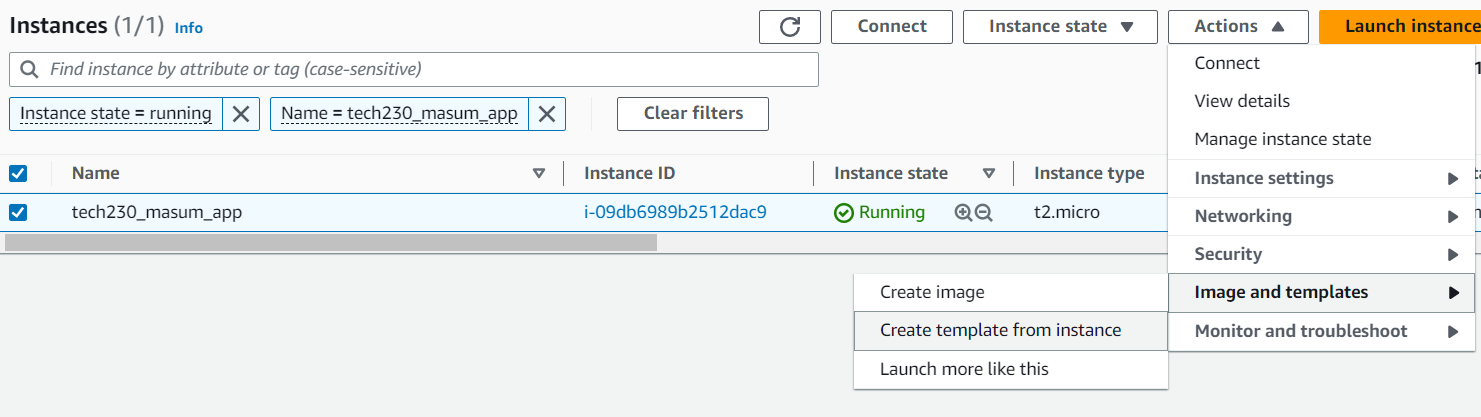 Instances (1/1) Info
Connect
Instance state
Actions
Launch instance
Find instance by attribute or tag (case-sensitive)
Instance state = running
Name = tech230_masum_app
Clear filters
Name Instance ID Instance state Instance type
tech230_masum_app i-09db6989b2512dac9 Running t2.micro
Connect
View details
Manage instance state
Instance settings
Networking
Security
Image and templates
Monitor and troubleshoot
Create image
Create template from instance
Launch more like this